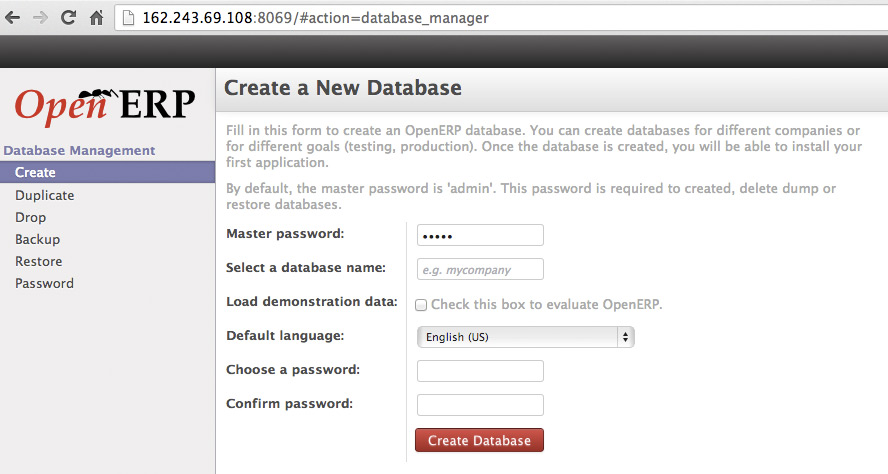 162.243.69.108:8069/#action=database_manager
Open ERP
Database Management
Create
Duplicate
Drop
Backup
Restore
Password
Create a New Database
Fill in this form to create an OpenERP database. You can create databases for different companies or
for different goals (testing, production). Once the database is created, you will be able to install your
first application.
By default, the master password is 'admin'. This password is required to created, delete dump or
restore databases.
Master password: •••••
Select a database name: e.g. mycompany
Load demonstration data: Check this box to evaluate OpenERP.
Default language: English (US)
Choose a password:
Confirm password:
Create Database